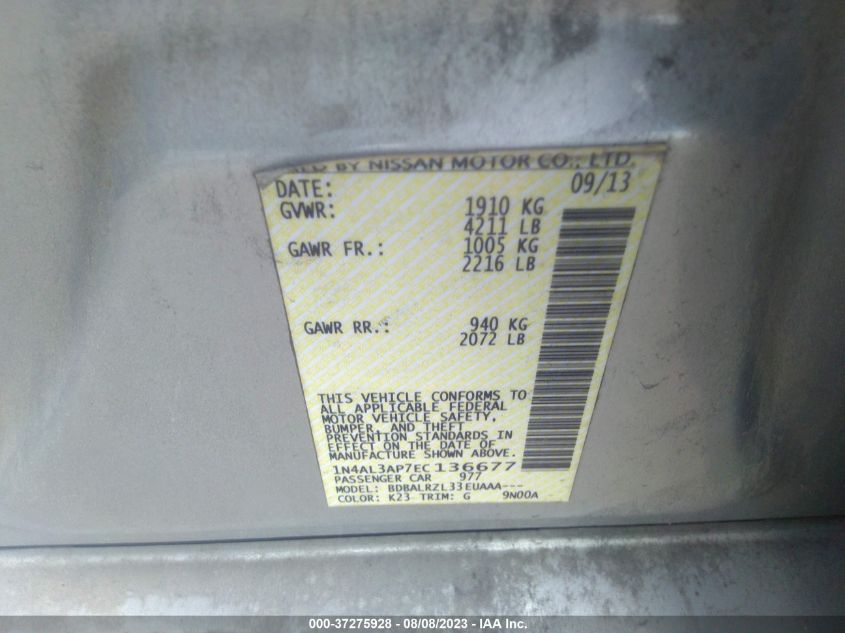 BY NISSAN MOTOR CO., LTD.
DATE: 09/13
GVWR: 1910 KG
4211 LB
GAWR FR.: 1005 KG
2216 LB
GAWR RR.: 940 KG
2072 LB
THIS VEHICLE CONFORMS TO
ALL APPLICABLE FEDERAL
MOTOR VEHICLE SAFETY,
BUMPER, AND THEFT
PREVENTION STANDARDS IN
EFFECT ON THE DATE OF
MANUFACTURE SHOWN ABOVE.
1N4AL3AP7EC136677
PASSENGER CAR 977
MODEL: BDBALRZL33EUAAA---
COLOR: K23 TRIM: G 9N00A
000-37275928 - 08/08/2023 - IAA Inc.